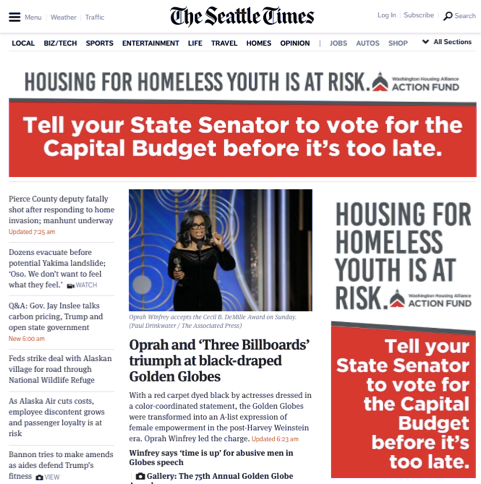 Menu | Weather | Traffic
The Seattle Times
Log In | Subscribe | Search
LOCAL BIZ/TECH SPORTS ENTERTAINMENT LIFE TRAVEL HOMES OPINION | JOBS AUTOS SHOP All Sections
HOUSING FOR HOMELESS YOUTH IS AT RISK.
Washington Housing Alliance
ACTION FUND
Tell your State Senator to vote for the
Capital Budget before it's too late.
Pierce County deputy fatally
shot after responding to home
invasion; manhunt underway
Updated 7:25 am
Dozens evacuate before
potential Yakima landslide;
‘Oso. We don’t want to feel
what they feel.’ WATCH
Q&A: Gov. Jay Inslee talks
carbon pricing, Trump and
open state government
New 6:00 am
Feds strike deal with Alaskan
village for road through
National Wildlife Refuge
As Alaska Air cuts costs,
employee discontent grows
and passenger loyalty is at
risk
Bannon tries to make amends
as aides defend Trump’s
fitness VIEW
Oprah Winfrey accepts the Cecil B. DeMille Award on Sunday.
(Paul Drinkwater / The Associated Press)
Oprah and ‘Three Billboards’
triumph at black-draped
Golden Globes
With a red carpet dyed black by actresses dressed in
a color-coordinated statement, the Golden Globes
were transformed into an A-list expression of
female empowerment in the post-Harvey Weinstein
era. Oprah Winfrey led the charge. Updated 6:23 am
Winfrey says ‘time is up’ for abusive men in
Globes speech
Gallery: The 75th Annual Golden Globe
HOUSING FOR
HOMELESS
YOUTH IS AT
RISK.
Washington Housing Alliance
ACTION FUND
Tell your
State Senator
to vote for
the Capital
Budget
before it's
too late.